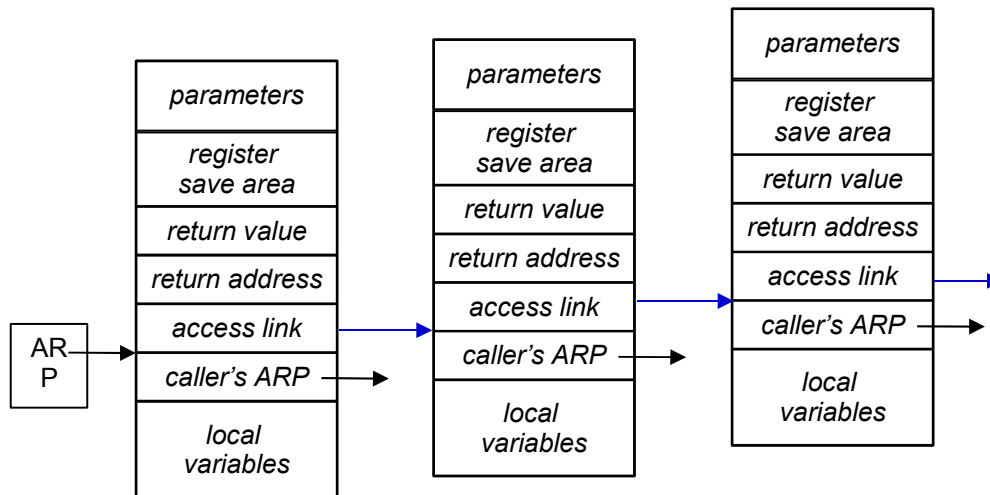 AR
P
parameters
register
save area
return value
return address
access link
caller's ARP
local
variables
parameters
register
save area
return value
return address
access link
caller's ARP
local
variables
parameters
register
save area
return value
return address
access link
caller's ARP
local
variables